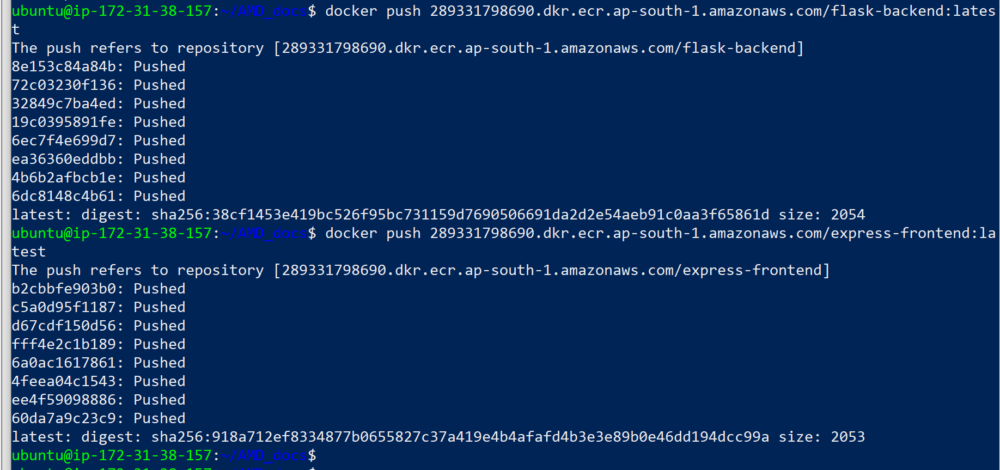 ubuntu@ip-172-31-38-157:~/AMD_docs$ docker push 289331798690.dkr.ecr.ap-south-1.amazonaws.com/flask-backend:lates
t
The push refers to repository [289331798690.dkr.ecr.ap-south-1.amazonaws.com/flask-backend]
8e153c84a84b: Pushed
72c03230f136: Pushed
32849c7ba4ed: Pushed
19c0395891fe: Pushed
6ec7f4e699d7: Pushed
ea36360eddbb: Pushed
4b6b2afbcb1e: Pushed
6dc8148c4b61: Pushed
latest: digest: sha256:38cf1453e419bc526f95bc731159d7690506691da2d2e54aeb91c0aa3f65861d size: 2054
ubuntu@ip-172-31-38-157:~/AMD_docs$ docker push 289331798690.dkr.ecr.ap-south-1.amazonaws.com/express-frontend:la
test
The push refers to repository [289331798690.dkr.ecr.ap-south-1.amazonaws.com/express-frontend]
b2cbbfe903b0: Pushed
c5a0d95f1187: Pushed
d67cdf150d56: Pushed
fff4e2c1b189: Pushed
6a0ac1617861: Pushed
4feea04c1543: Pushed
ee4f59098886: Pushed
60da7a9c23c9: Pushed
latest: digest: sha256:918a712ef8334877b0655827c37a419e4b4afafd4b3e3e89b0e46dd194dcc99a size: 2053
ubuntu@ip-172-31-38-157:~/AMD_docs$